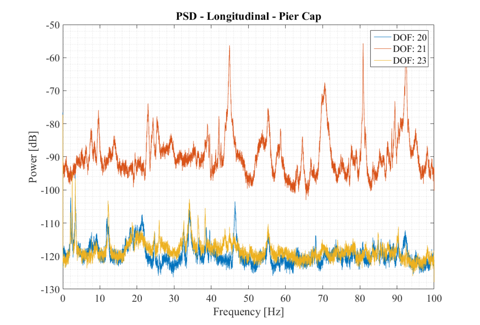 PSD - Longitudinal - Pier Cap
-50
-60
-70
-80
-90
-100
-110
-120
-130
Power [dB]
DOF: 20
DOF: 21
DOF: 23
0 10 20 30 40 50 60 70 80 90 100
Frequency [Hz]